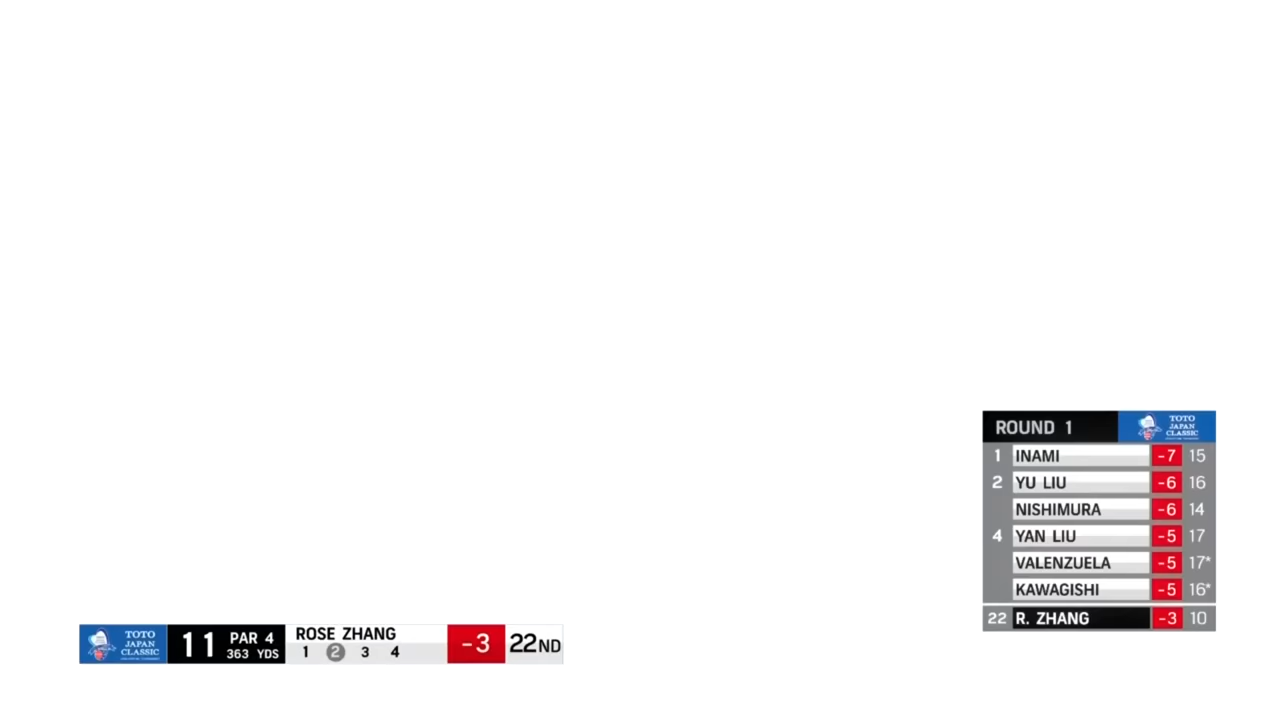 ROUND 1
TOTO
JAPAN
CLASSIC
1 INAMI -7 15
2 YU LIU -6 16
NISHIMURA -6 14
4 YAN LIU -5 17
VALENZUELA -5 17*
KAWAGISHI -5 16*
22 R. ZHANG -3 10
TOTO
JAPAN
CLASSIC
11 PAR 4
363 YDS
ROSE ZHANG
1 2 3 4
-3 22ND